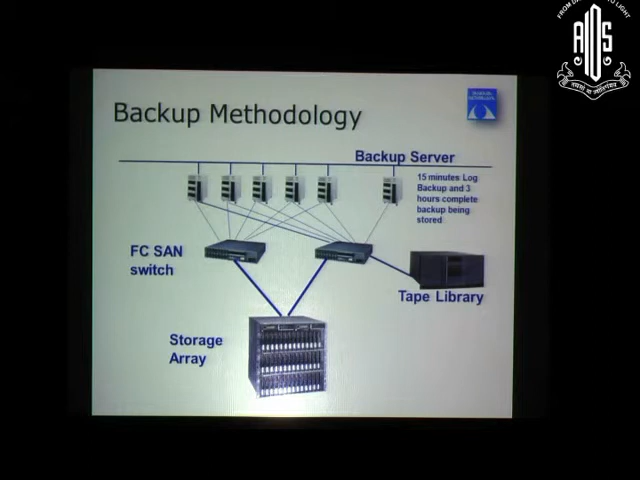 Backup Methodology
Backup Server
15 minutes Log
Backup and 3
hours complete
backup being
stored
FC SAN
switch
Tape Library
Storage
Array
AIOS